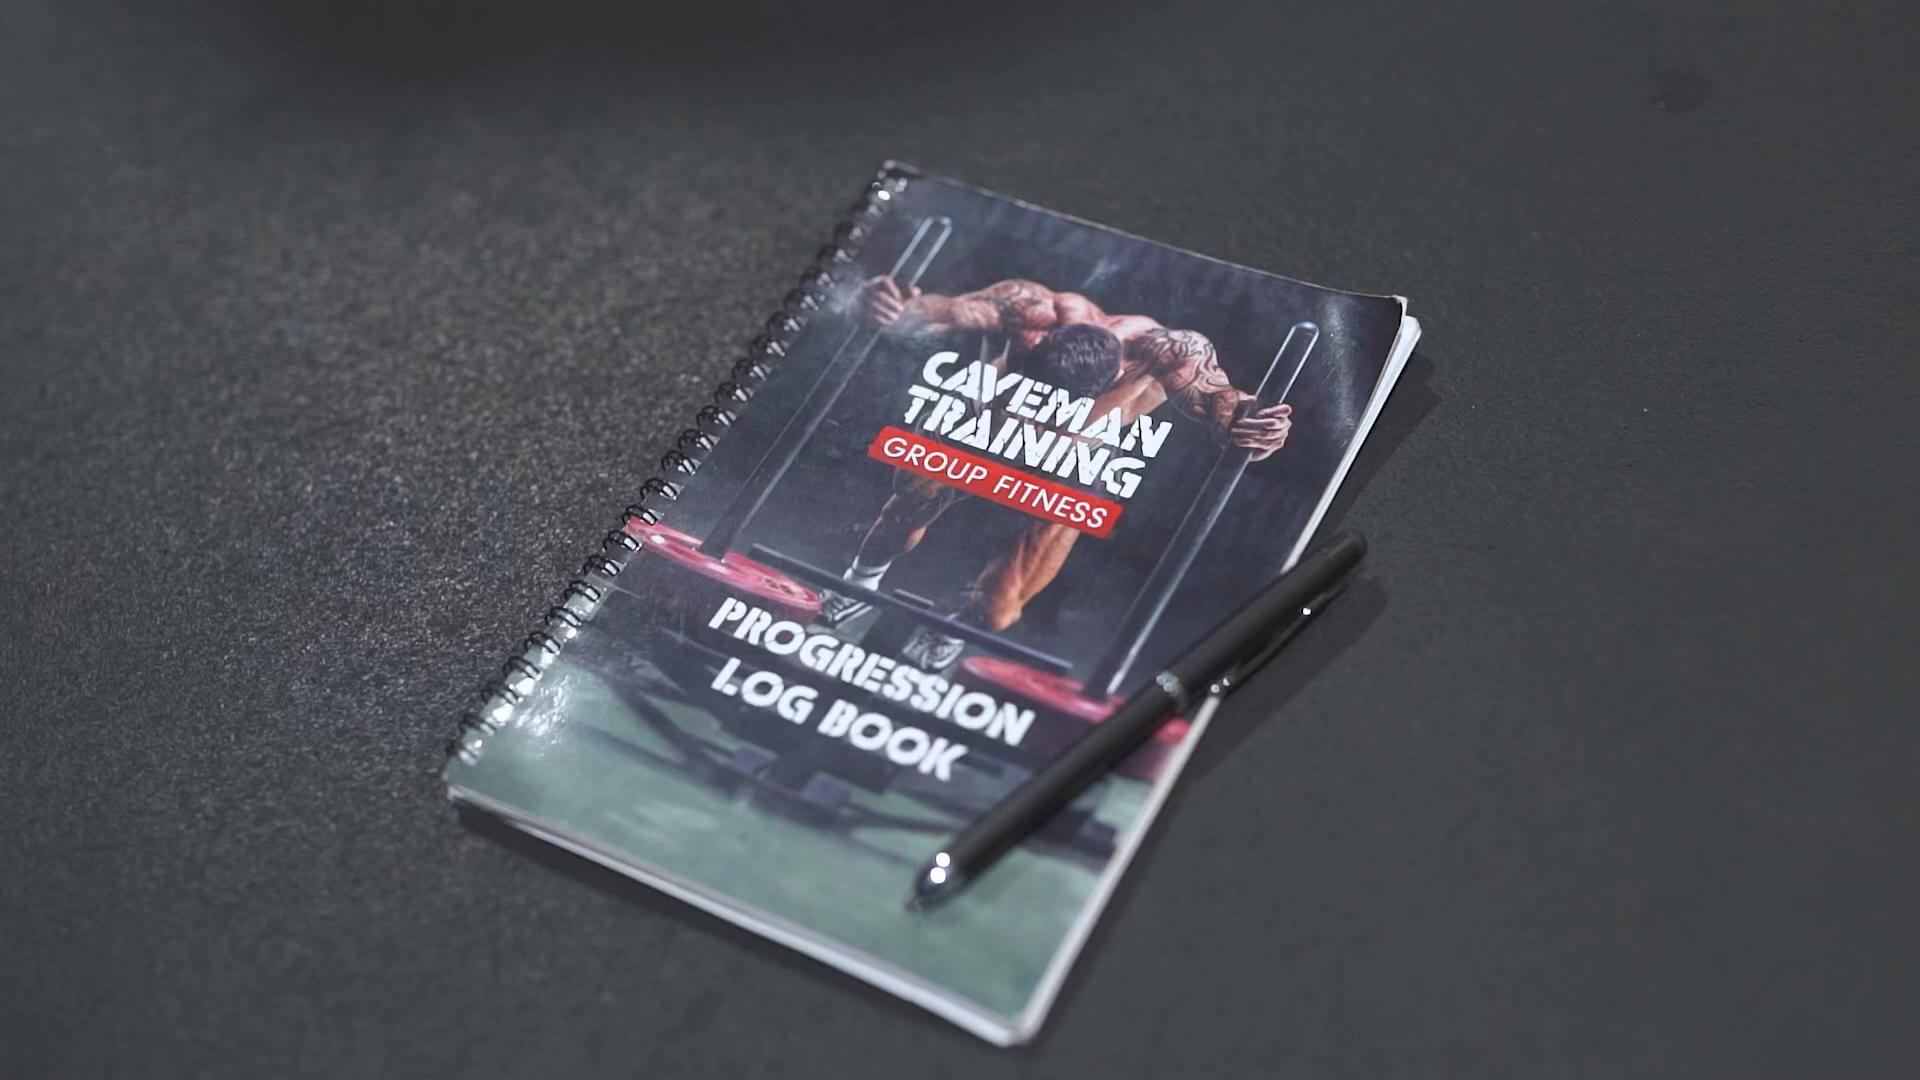 CAVEMAN
TRAINING
GROUP FITNESS
PROGRESSION
LOG BOOK